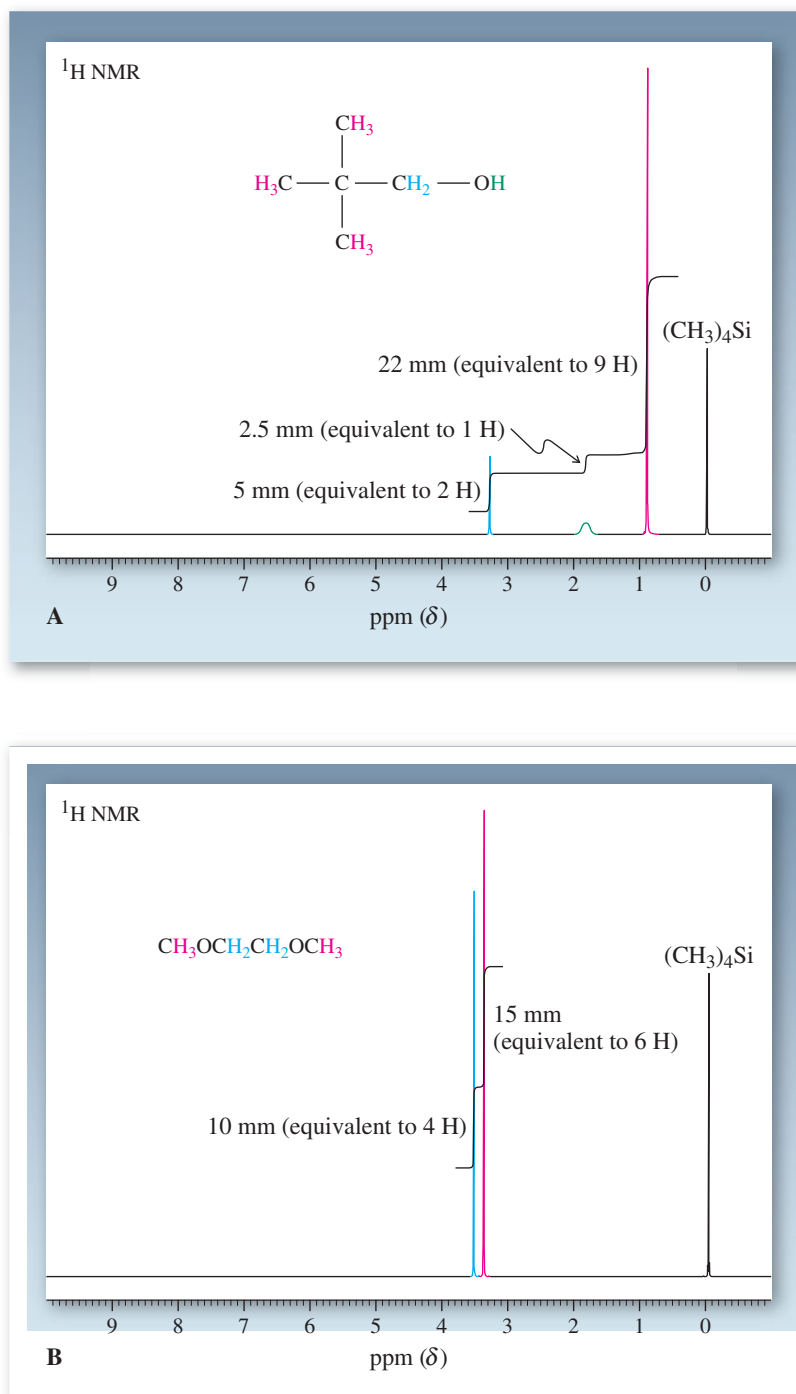 ¹H NMR
CH₃
H₃C — C — CH₂ — OH
CH₃
(CH₃)₄Si
22 mm (equivalent to 9 H)
2.5 mm (equivalent to 1 H)
5 mm (equivalent to 2 H)
9 8 7 6 5 4 3 2 1 0
A
ppm (δ)
¹H NMR
CH₃OCH₂CH₂OCH₃
(CH₃)₄Si
15 mm
(equivalent to 6 H)
10 mm (equivalent to 4 H)
9 8 7 6 5 4 3 2 1 0
B
ppm (δ)